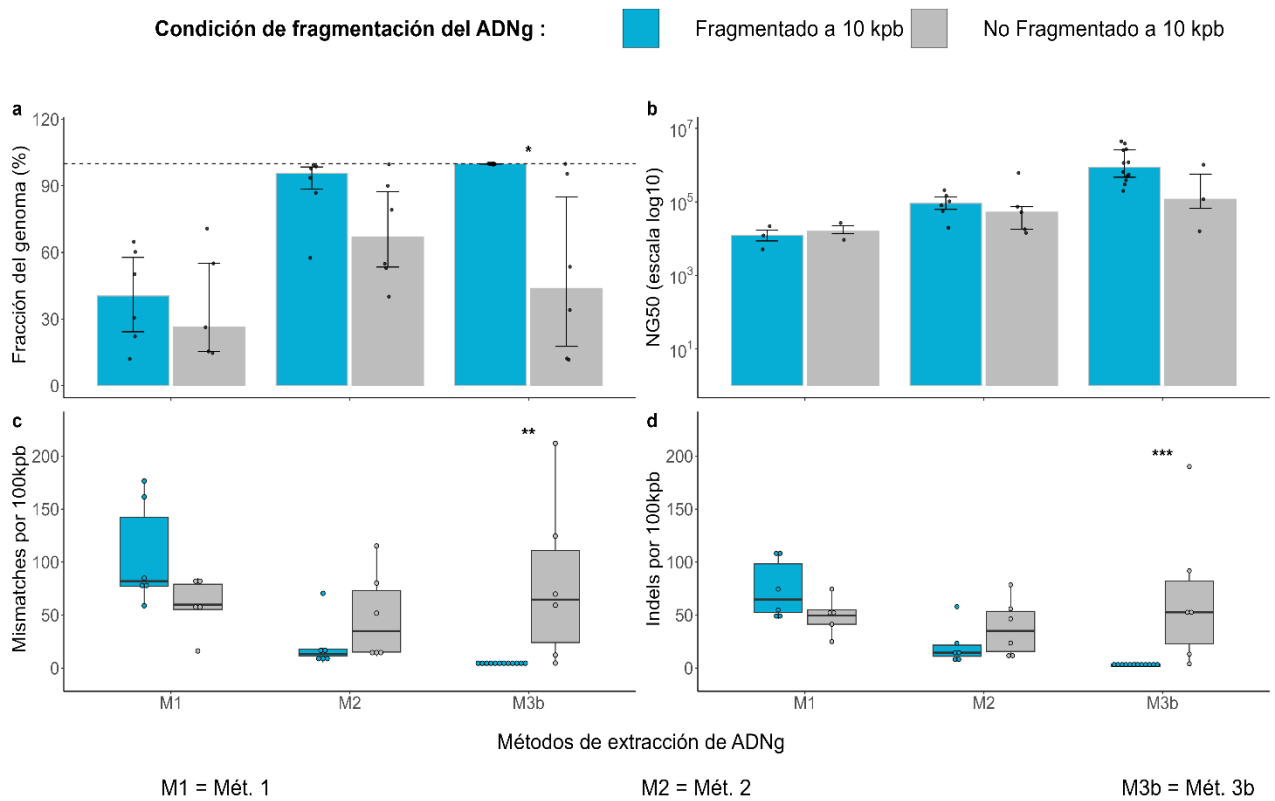 Condición de fragmentación del ADNg : Fragmentado a 10 kpb No Fragmentado a 10 kpb
a
Fracción del genoma (%)
120
90
60
30
0
*
b
NG50 (escala log10)
10^7
10^5
10^3
10^1
c
Mismatches por 100kpb
200
150
100
50
0
**
M1 M2 M3b
d
Indels por 100kpb
200
150
100
50
0
***
M1 M2 M3b
Métodos de extracción de ADNg
M1 = Mét. 1 M2 = Mét. 2 M3b = Mét. 3b